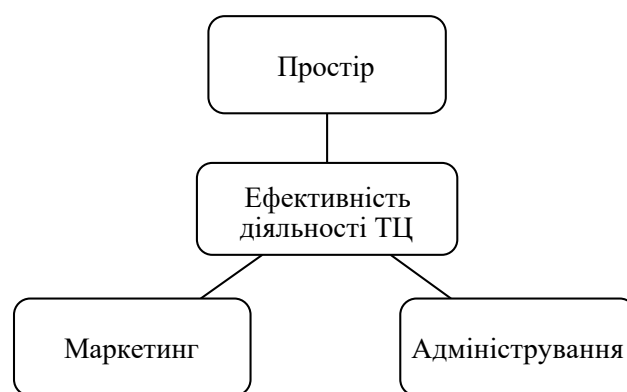 Простір
Ефективність
діяльності ТЦ
Маркетинг
Адміністрування